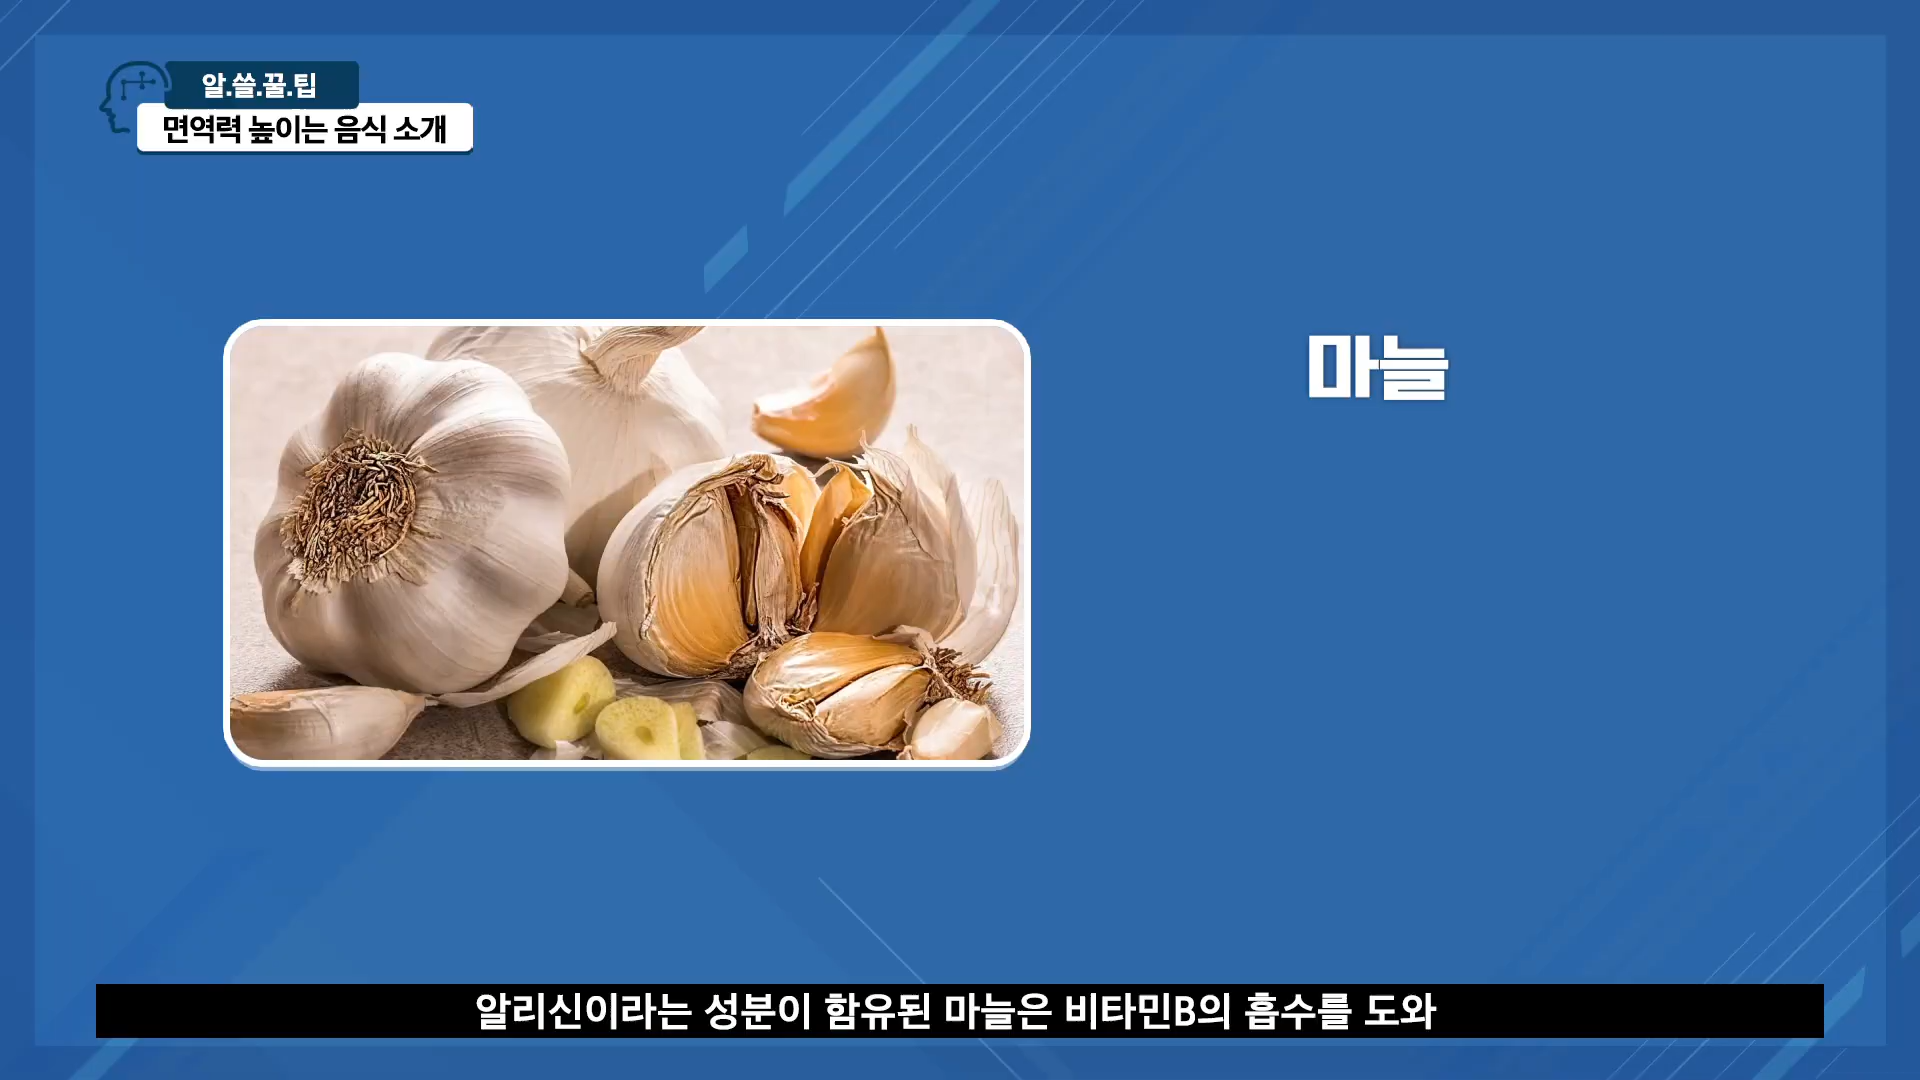 알.쓸.꿀.팁
면역력 높이는 음식 소개
마늘
알리신이라는 성분이 함유된 마늘은 비타민B의 흡수를 도와